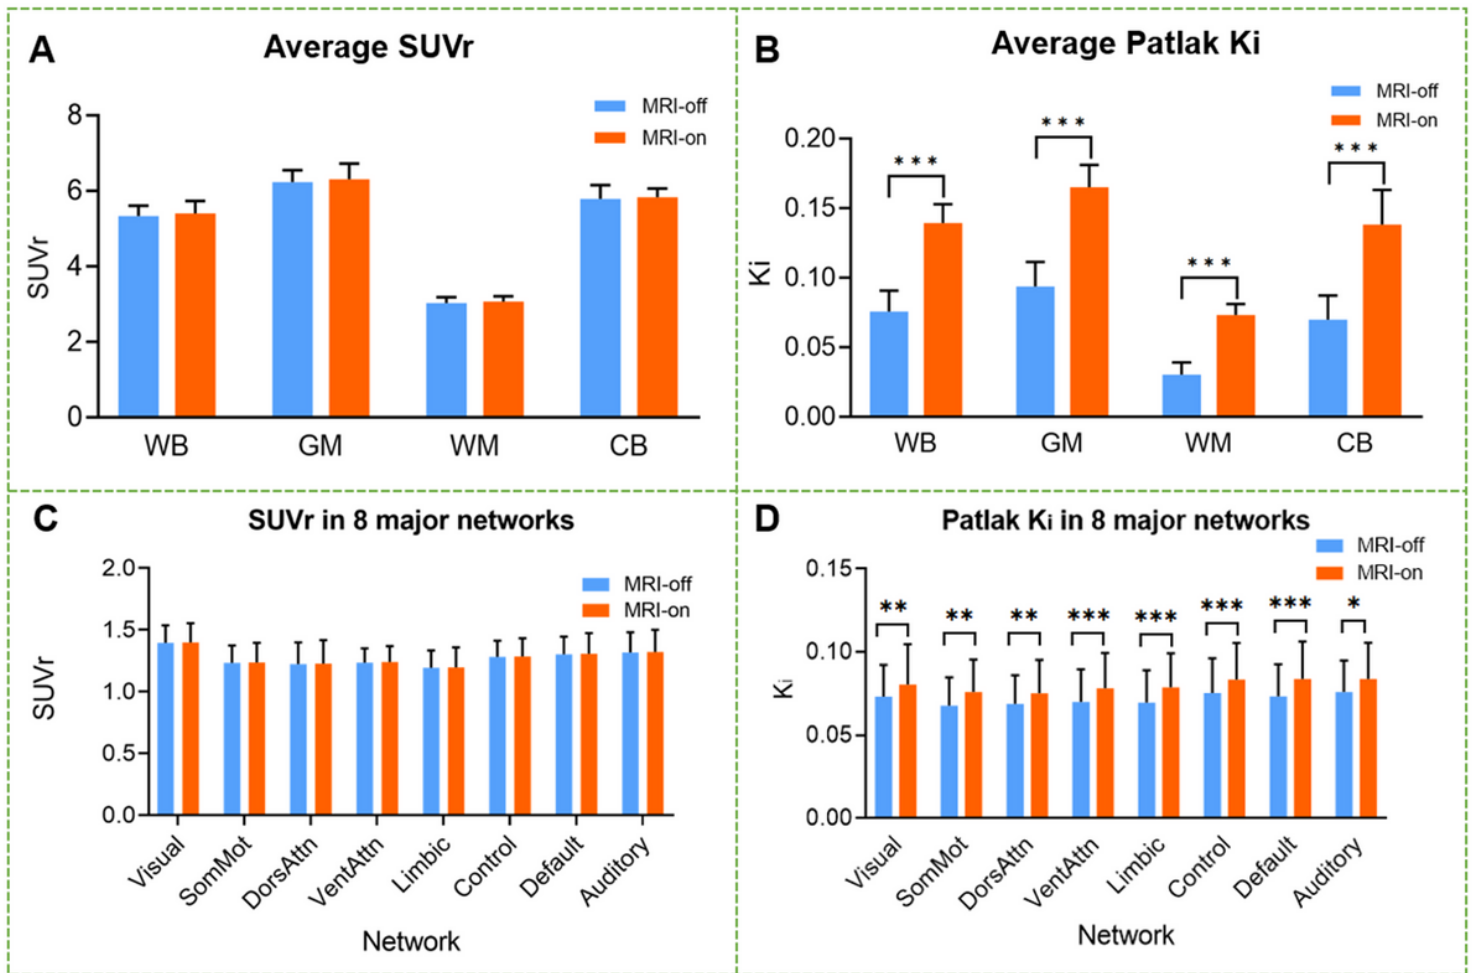 A
Average SUVr
MRI-off
MRI-on
SUVr
8
6
4
2
0
WB GM WM CB
B
Average Patlak Ki
MRI-off
MRI-on
Ki
0.20
0.15
0.10
0.05
0.00
*** *** *** ***
WB GM WM CB
C
SUVr in 8 major networks
MRI-off
MRI-on
SUVr
2.0
1.5
1.0
0.5
0.0
Visual SomMot DorsAttn VentAttn Limbic Control Default Auditory
Network
D
Patlak Ki in 8 major networks
MRI-off
MRI-on
Ki
0.15
0.10
0.05
0.00
** ** ** *** *** *** *** *
Visual SomMot DorsAttn VentAttn Limbic Control Default Auditory
Network